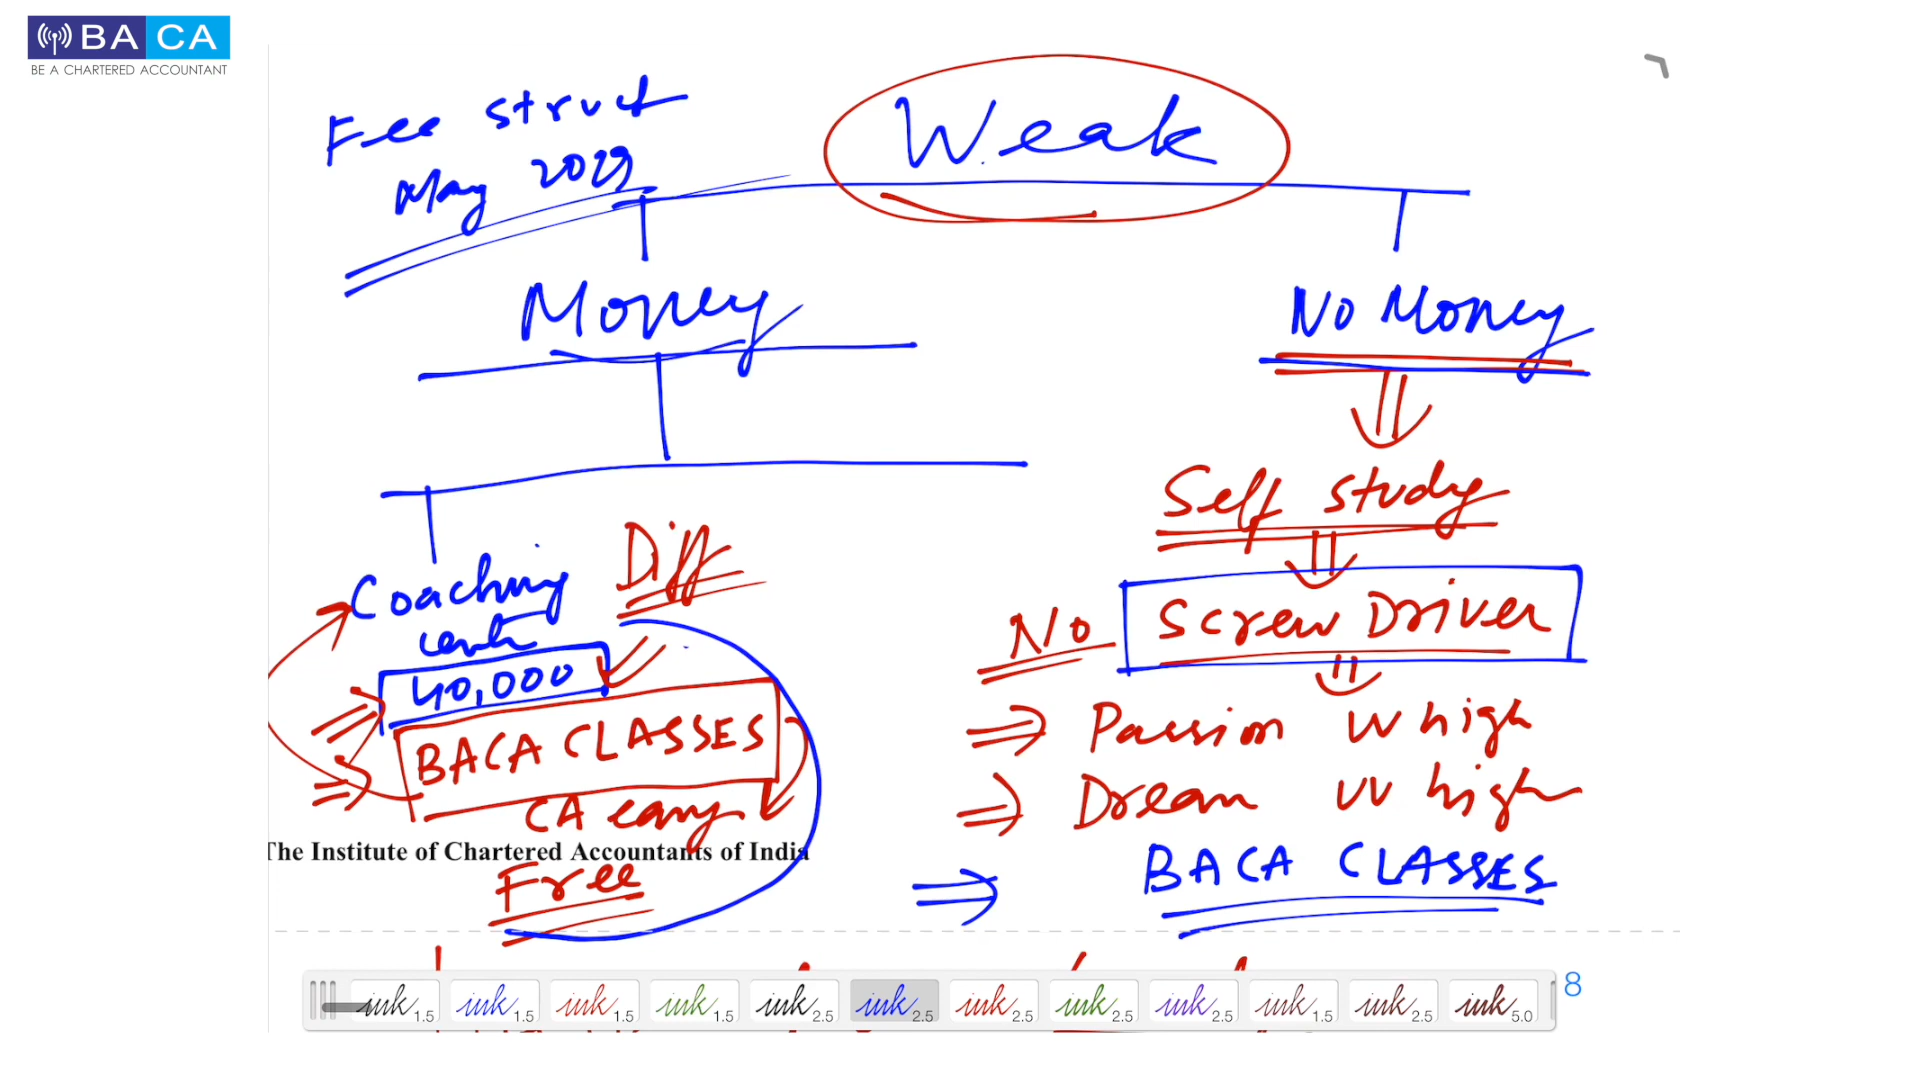 BA CA
BE A CHARTERED ACCOUNTANT
Fee struct
May 2023
Weak
Money
No Money
Self study
Coaching
Diff
40,000
No
Screw Driver
BACA CLASSES
Passion vv high
Dream vv high
CA easy
The Institute of Chartered Accountants of India
Free
BACA CLASSES
ink 1.5 ink 1.5 ink 1.5 ink 1.5 ink 2.5 ink 2.5 ink 2.5 ink 2.5 ink 2.5 ink 1.5 ink 2.5 ink 5.0
8